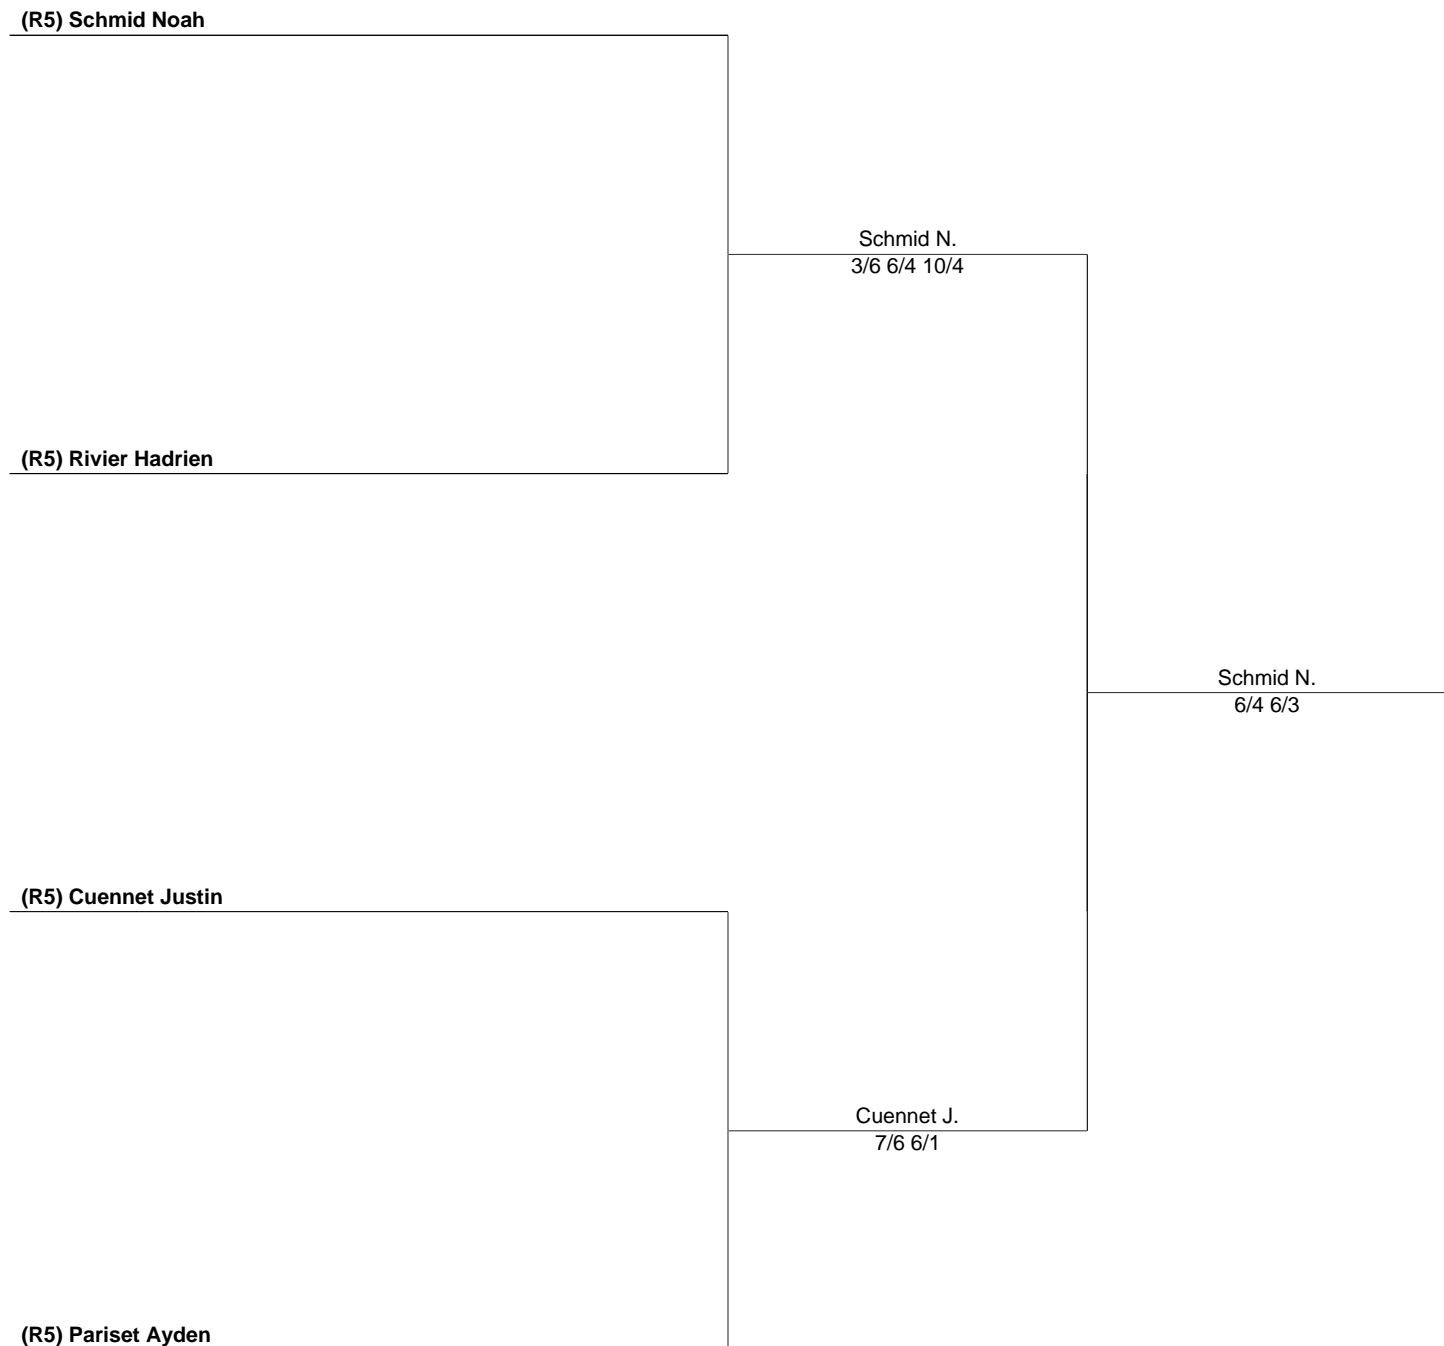 (R5) Schmid Noah
Schmid N.
3/6 6/4 10/4
(R5) Rivier Hadrien
Schmid N.
6/4 6/3
(R5) Cuennet Justin
Cuennet J.
7/6 6/1
(R5) Pariset Ayden